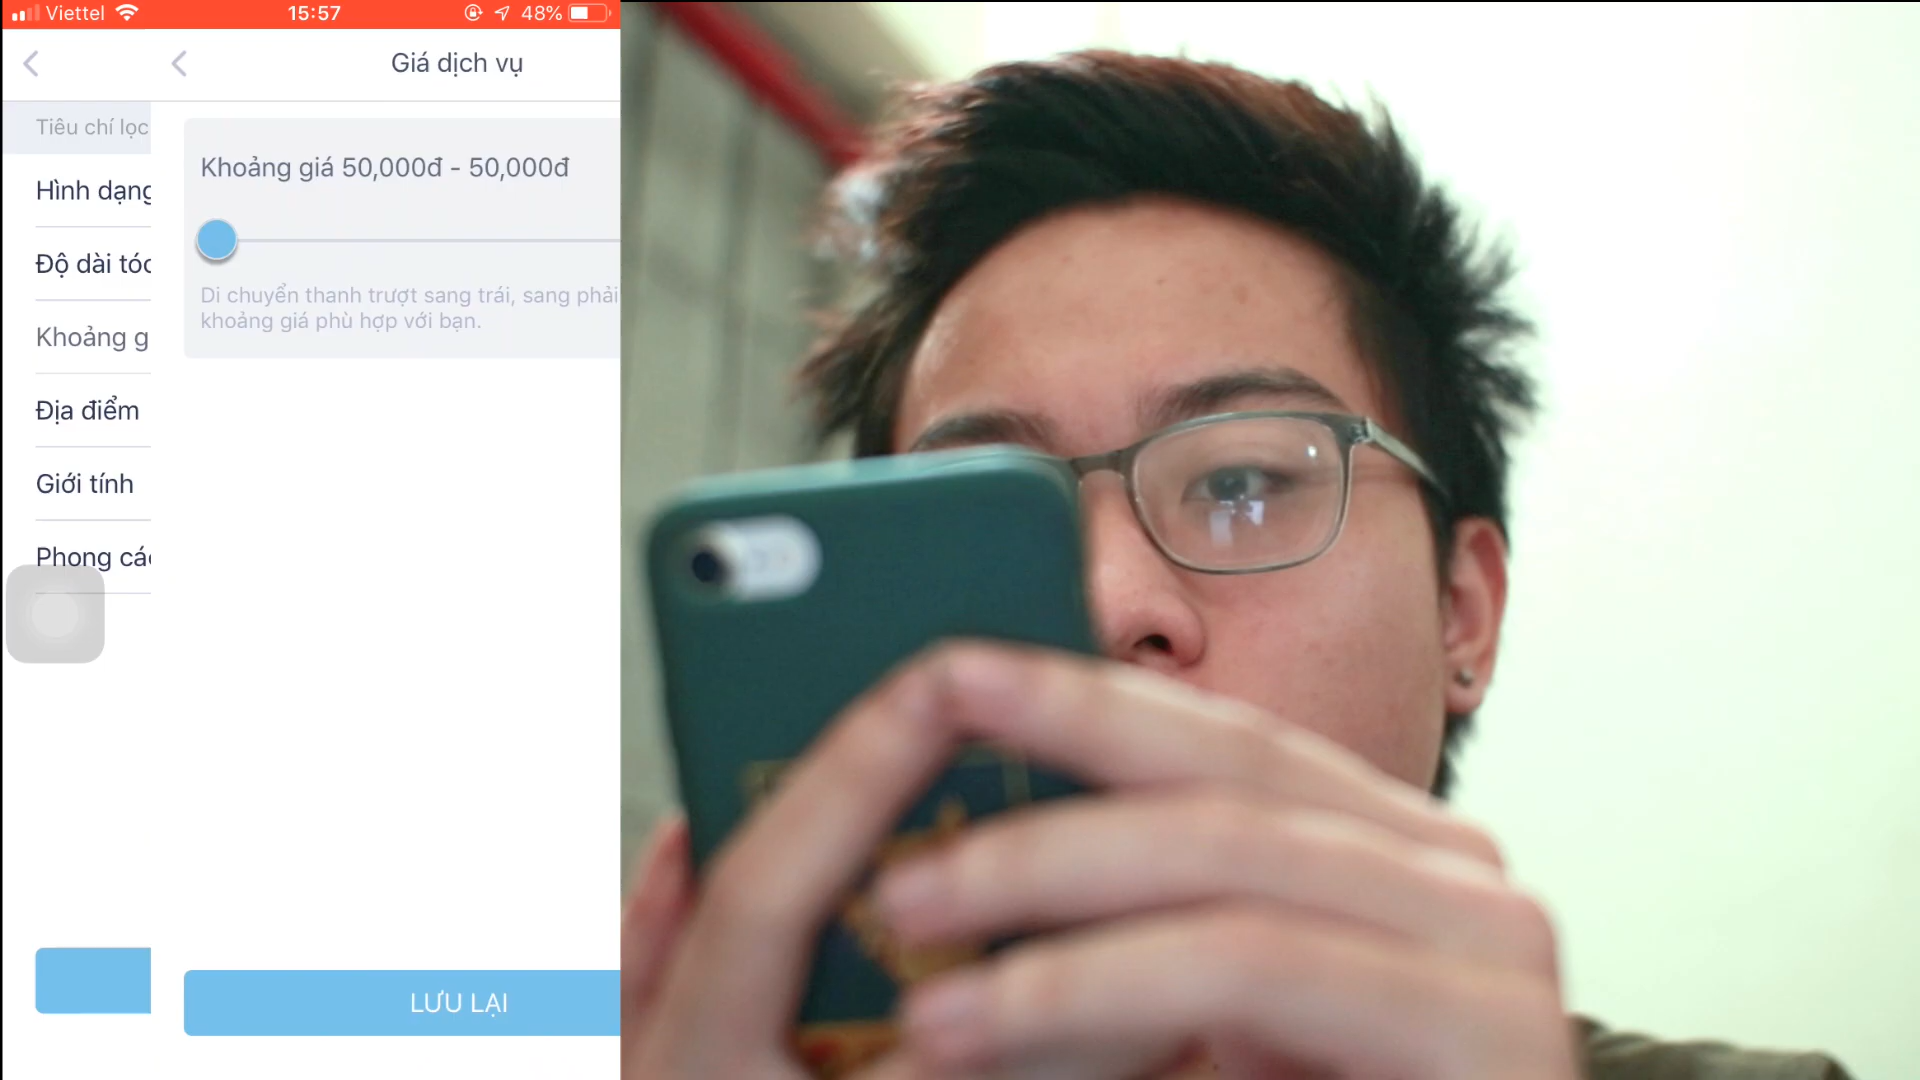 Viettel 15:57 48%
Giá dịch vụ
Tiêu chí lọc
Hình dạng
Độ dài tóc
Khoảng g
Địa điểm
Giới tính
Phong các
Khoảng giá 50,000đ - 50,000đ
Di chuyển thanh trượt sang trái, sang phải
khoảng giá phù hợp với bạn.
LƯU LẠI